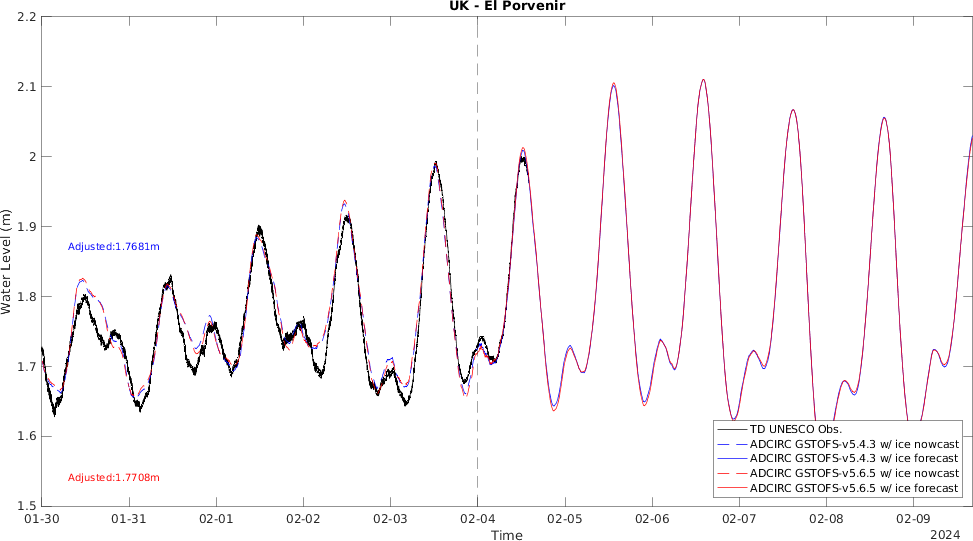 UK - El Porvenir
2.2
2.1
2
1.9
1.8
1.7
1.6
1.5
Water Level (m)
Adjusted:1.7681m
Adjusted:1.7708m
TD UNESCO Obs.
ADCIRC GSTOFS-v5.4.3 w/ ice nowcast
ADCIRC GSTOFS-v5.4.3 w/ ice forecast
ADCIRC GSTOFS-v5.6.5 w/ ice nowcast
ADCIRC GSTOFS-v5.6.5 w/ ice forecast
01-30 01-31 02-01 02-02 02-03 02-04 02-05 02-06 02-07 02-08 02-09
Time
2024